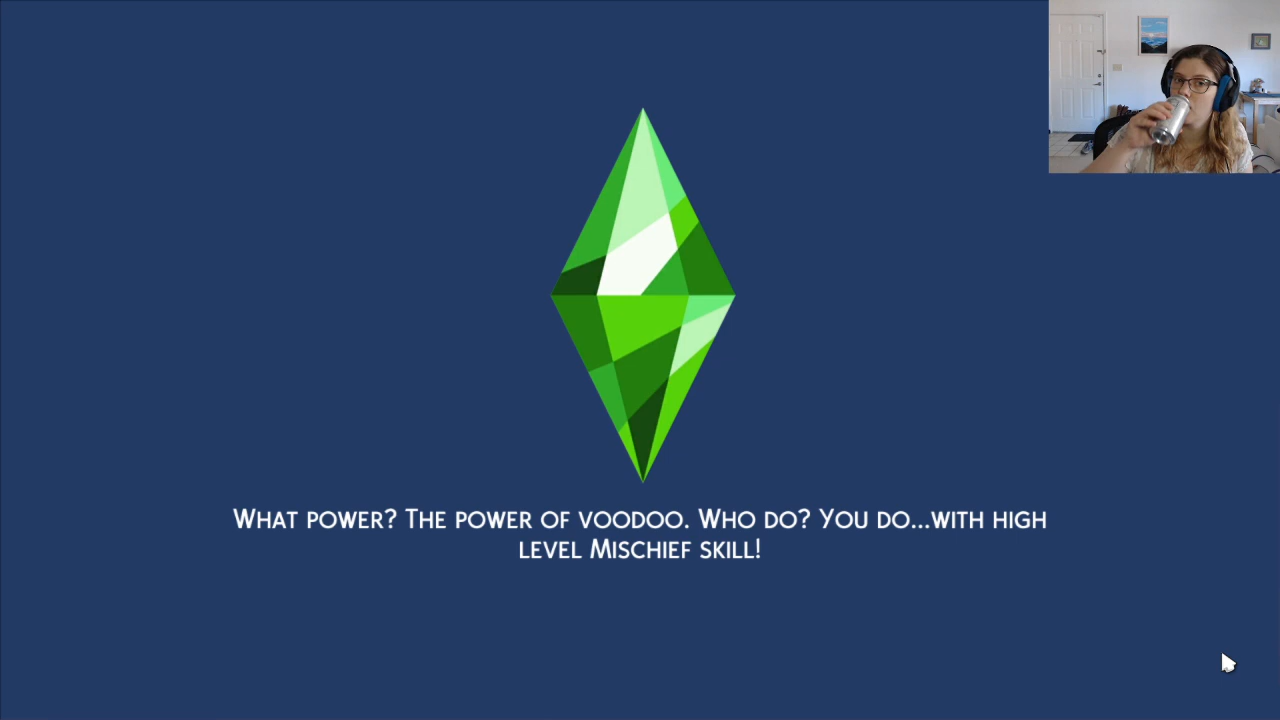 What power? The power of voodoo. Who do? You do...with high
level Mischief skill!